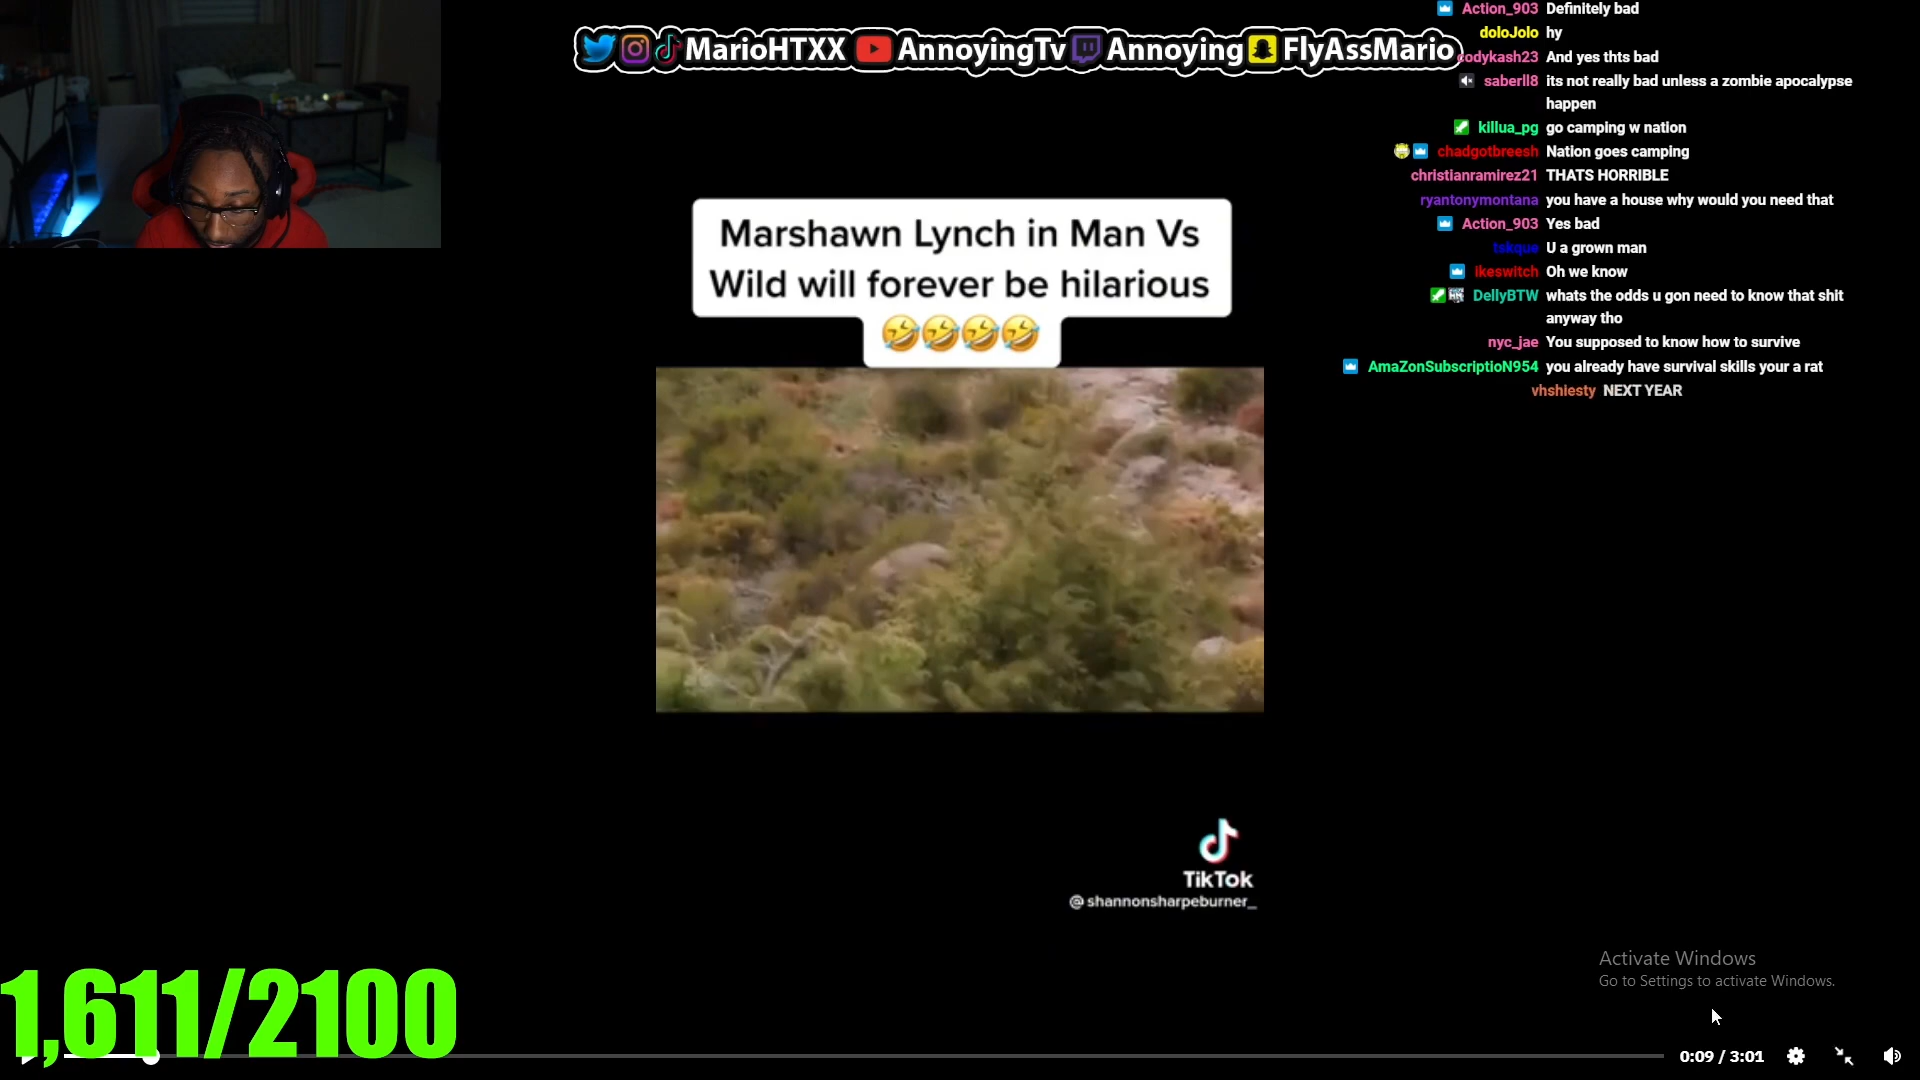 MarioHTXX AnnoyingTv Annoying FlyAssMario
Action_903 Definitely bad
doloJolo hy
codykash23 And yes thts bad
saberll8 its not really bad unless a zombie apocalypse
happen
killua_pg go camping w nation
chadgotbreesh Nation goes camping
christianramirez21 THATS HORRIBLE
ryantonymontana you have a house why would you need that
Action_903 Yes bad
tskque U a grown man
ikeswitch Oh we know
DellyBTW whats the odds u gon need to know that shit
anyway tho
nyc_jae You supposed to know how to survive
AmaZonSubscriptioN954 you already have survival skills your a rat
vhshiesty NEXT YEAR
Marshawn Lynch in Man Vs
Wild will forever be hilarious
🤣🤣🤣🤣
TikTok
@shannonsharpeburner_
Activate Windows
Go to Settings to activate Windows.
1,611/2100
0:09 / 3:01